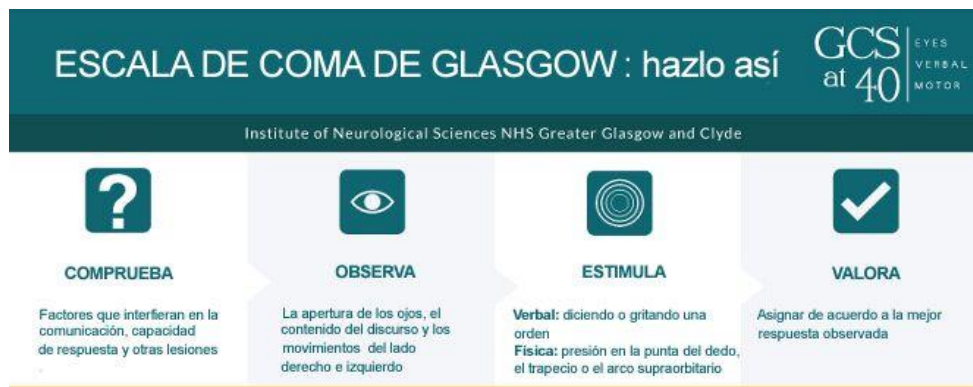 ESCALA DE COMA DE GLASGOW : hazlo así
GCS
at 40
EYES
VERBAL
MOTOR
Institute of Neurological Sciences NHS Greater Glasgow and Clyde
?
COMPRUEBA
Factores que interfieran en la
comunicación, capacidad
de respuesta y otras lesiones
.
OBSERVA
La apertura de los ojos, el
contenido del discurso y los
movimientos del lado
derecho e izquierdo
ESTIMULA
Verbal: diciendo o gritando una
orden
Física: presión en la punta del dedo,
el trapecio o el arco supraorbitario
VALORA
Asignar de acuerdo a la mejor
respuesta observada